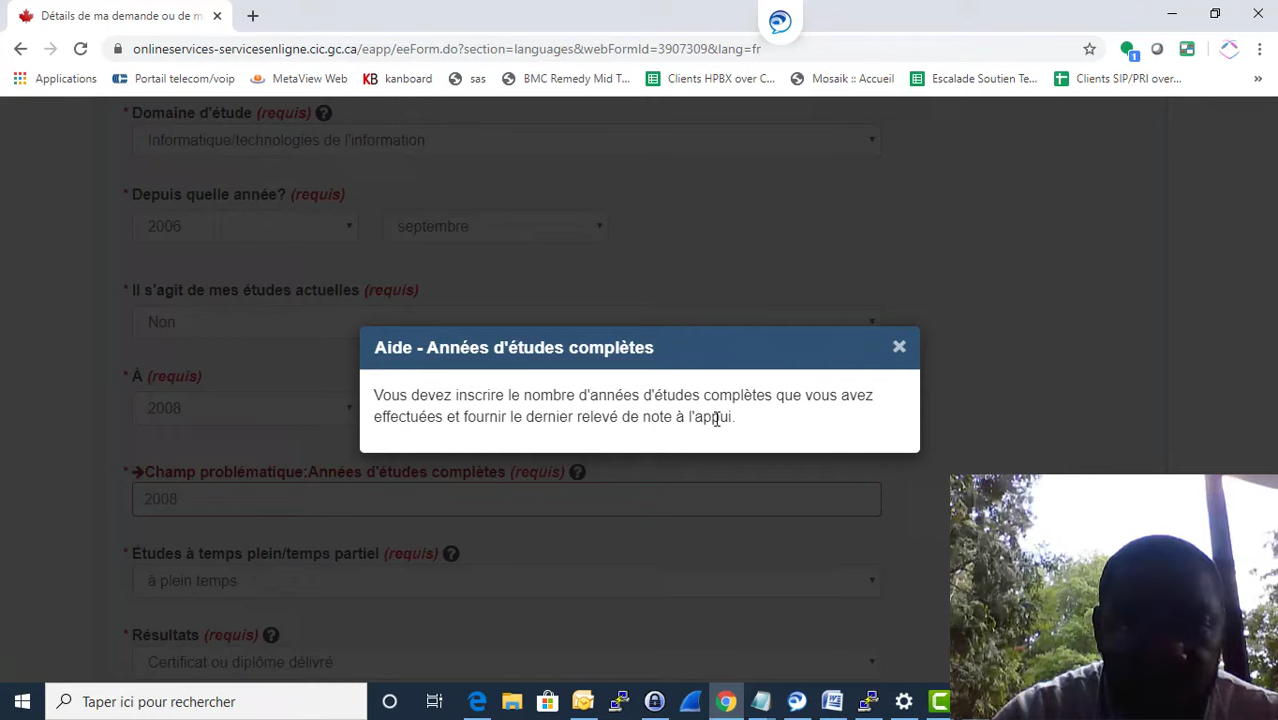 Détails de ma demande ou de m
onlineservices-servicesenligne.cic.gc.ca/eapp/eeForm.do?section=languages&webFormId=3907309&lang=fr
1
Applications
Portail telecom/voip
MetaView Web
KB kanboard
sas
BMC Remedy Mid T...
Clients HPBX over C...
Mosaik :: Accueil
Escalade Soutien Te...
Clients SIP/PRI over...
»
* Domaine d'étude (requis) ?
Informatique/technologies de l'information
* Depuis quelle année? (requis)
2006
septembre
* Il s'agit de mes études actuelles (requis)
Non
* À (requis)
2008
Aide - Années d'études complètes
Vous devez inscrire le nombre d'années d'études complètes que vous avez
effectuées et fournir le dernier relevé de note à l'appui.
* ➔Champ problématique:Années d'études complètes (requis) ?
2008
* Études à temps plein/temps partiel (requis) ?
à plein temps
* Résultats (requis) ?
Certificat ou diplôme délivré
Taper ici pour rechercher